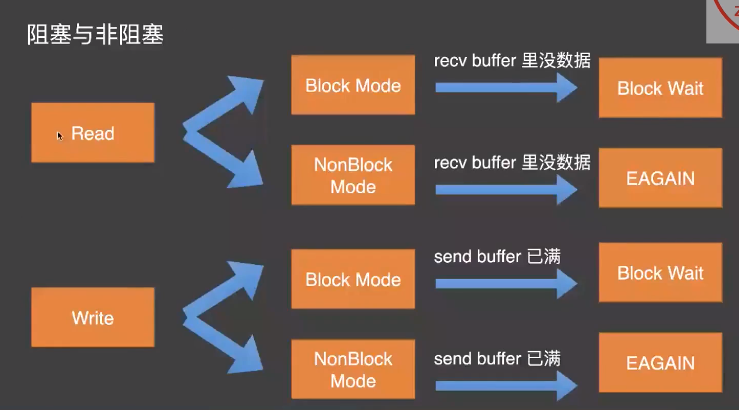 阻塞与非阻塞
Read
Block Mode
recv buffer 里没数据
Block Wait
NonBlock
Mode
recv buffer 里没数据
EAGAIN
Write
Block Mode
send buffer 已满
Block Wait
NonBlock
Mode
send buffer 已满
EAGAIN